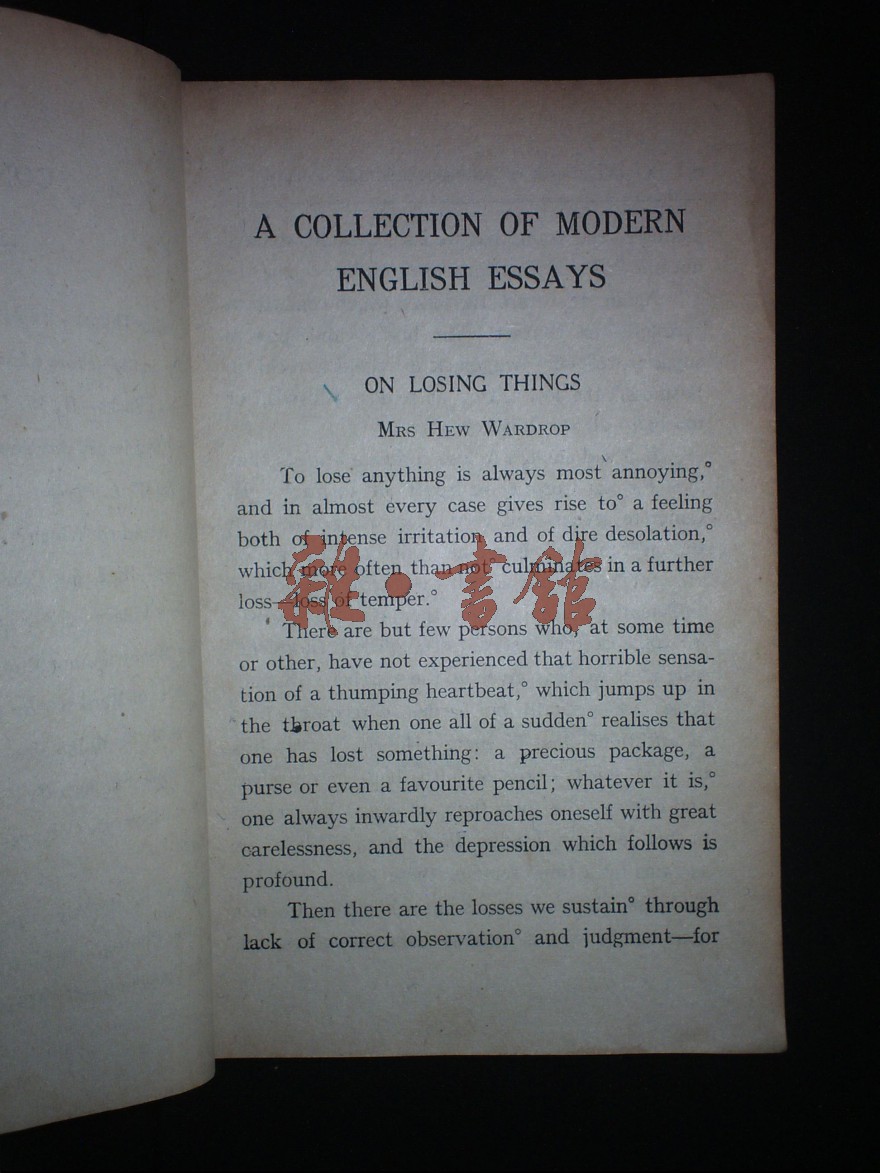 A COLLECTION OF MODERN
ENGLISH ESSAYS
ON LOSING THINGS
MRS HEW WARDROP
To lose anything is always most annoying,°
and in almost every case gives rise to° a feeling
both of intense irritation and of dire desolation,°
which more often than not culminates in a further
loss—loss of temper.°
There are but few persons who, at some time
or other, have not experienced that horrible sensa-
tion of a thumping heartbeat,° which jumps up in
the throat when one all of a sudden° realises that
one has lost something: a precious package, a
purse or even a favourite pencil; whatever it is,°
one always inwardly reproaches oneself with great
carelessness, and the depression which follows is
profound.
Then there are the losses we sustain° through
lack of correct observation° and judgment—for
雜·書館